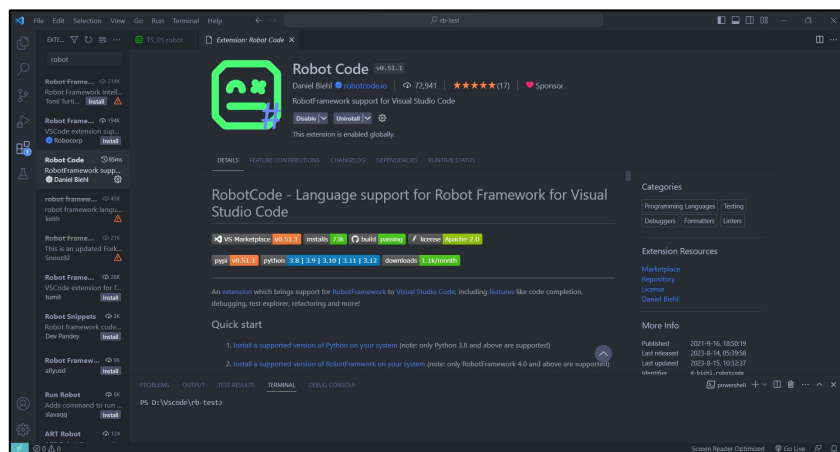 File Edit Selection View Go Run Terminal Help
rb-test
EXTE...
TS_01.robot
Extension: Robot Code
robot
Robot Frame... 214K
Robot Framework Intell...
Tomi Turti... Install
Robot Frame... 194K
VSCode extension sup...
Robocorp Install
Robot Code 85ms
RobotFramework supp...
Daniel Biehl
robot framew... 43K
robot framework langu...
keith
Robot Frame... 21K
This is an updated Fork...
Snooz82
Robot Frame... 28K
VSCode extension for f...
tumit Install
Robot Snippets 3K
Robot framework code...
Dev Pandey Install
Robot Framew... 9K
allyusd Install
Run Robot 6K
Adds command to run ...
slavaqq Install
ART Robot 124
Robot Code v0.51.1
Daniel Biehl robotcode.io 72,941 (17) Sponsor
RobotFramework support for Visual Studio Code
Disable Uninstall
This extension is enabled globally.
DETAILS FEATURE CONTRIBUTIONS CHANGELOG DEPENDENCIES RUNTIME STATUS
RobotCode - Language support for Robot Framework for Visual
Studio Code
VS Marketplace v0.51.1 installs 73k build passing license Apache-2.0
pypi v0.51.1 python 3.8 | 3.9 | 3.10 | 3.11 | 3.12 downloads 1.1k/month
An extension which brings support for RobotFramework to Visual Studio Code, including features like code completion,
debugging, test explorer, refactoring and more!
Quick start
1. Install a supported version of Python on your system (note: only Python 3.8 and above are supported)
2. Install a supported version of RobotFramwork on your system (note: only RobotFramework 4.0 and above are supported)
Categories
Programming Languages Testing
Debuggers Formatters Linters
Extension Resources
Marketplace
Repository
License
Daniel Biehl
More Info
Published 2021-9-16, 18:50:19
Last released 2023-8-14, 05:39:58
Last updated 2023-8-15, 10:32:37
Identifier d-biehl.robotcode
PROBLEMS OUTPUT TEST RESULTS TERMINAL DEBUG CONSOLE
powershell
PS D:\Vscode\rb-test>
0 0 0
Screen Reader Optimized Go Live